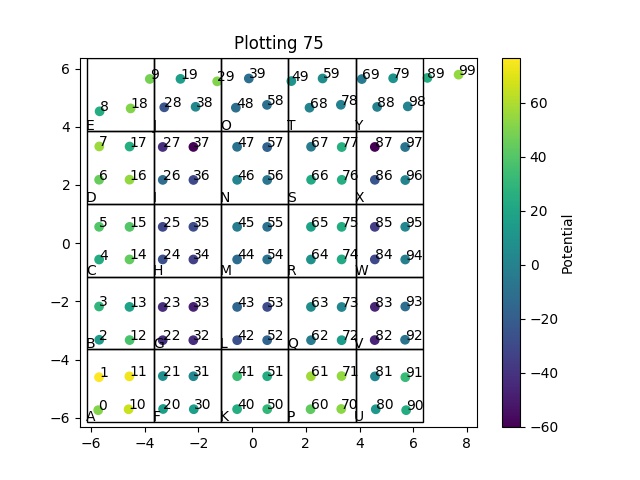 Plotting 75
6
9 19 29 39 49 59 69 79 89 99
8 18 28 38 48 58 68 78 88 98
4
E J O T Y
7 17 27 37 47 57 67 77 87 97
2
6 16 26 36 46 56 66 76 86 96
D I N S X
0
5 15 25 35 45 55 65 75 85 95
4 14 24 34 44 54 64 74 84 94
C H M R W
−2
3 13 23 33 43 53 63 73 83 93
2 12 22 32 42 52 62 72 82 92
B G L Q V
−4
1 11 21 31 41 51 61 71 81 91
0 10 20 30 40 50 60 70 80 90
A F K P U
−6
−6 −4 −2 0 2 4 6 8
60
40
20
0
−20
−40
−60
Potential